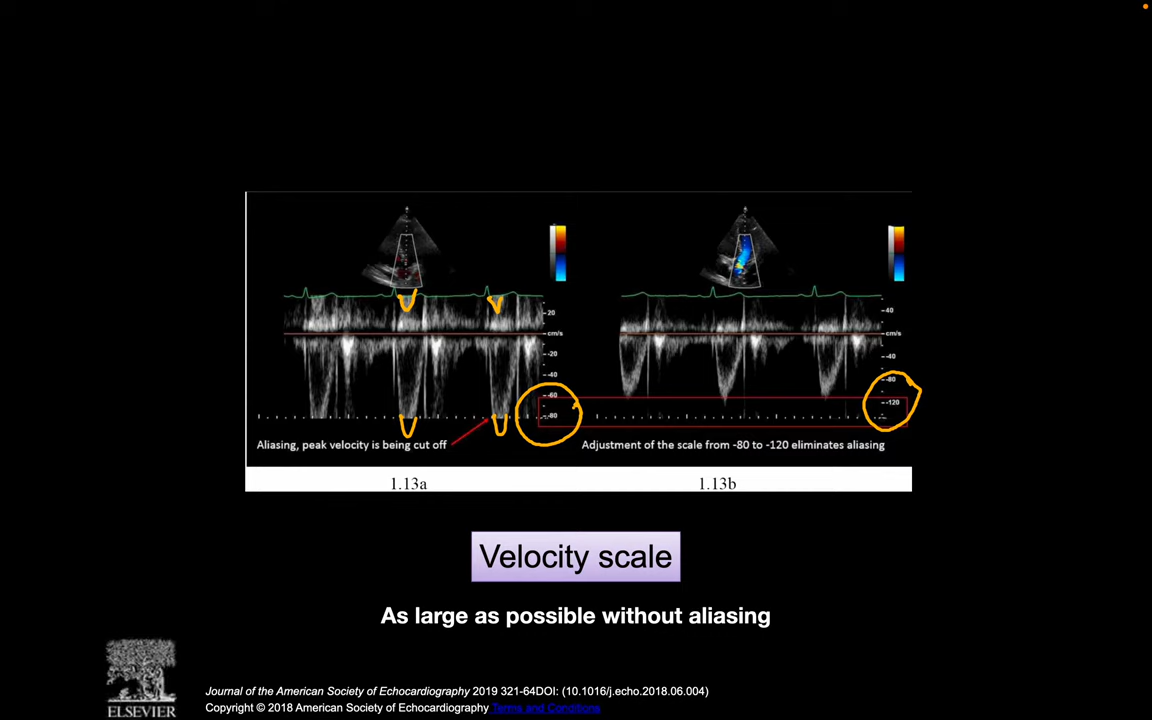 20
cm/s
-20
-40
-60
-80
40
cm/s
-40
-80
-120
Aliasing, peak velocity is being cut off
Adjustment of the scale from -80 to -120 eliminates aliasing
1.13a
1.13b
Velocity scale
As large as possible without aliasing
ELSEVIER
Journal of the American Society of Echocardiography 2019 321-64DOI: (10.1016/j.echo.2018.06.004)
Copyright © 2018 American Society of Echocardiography Terms and Conditions